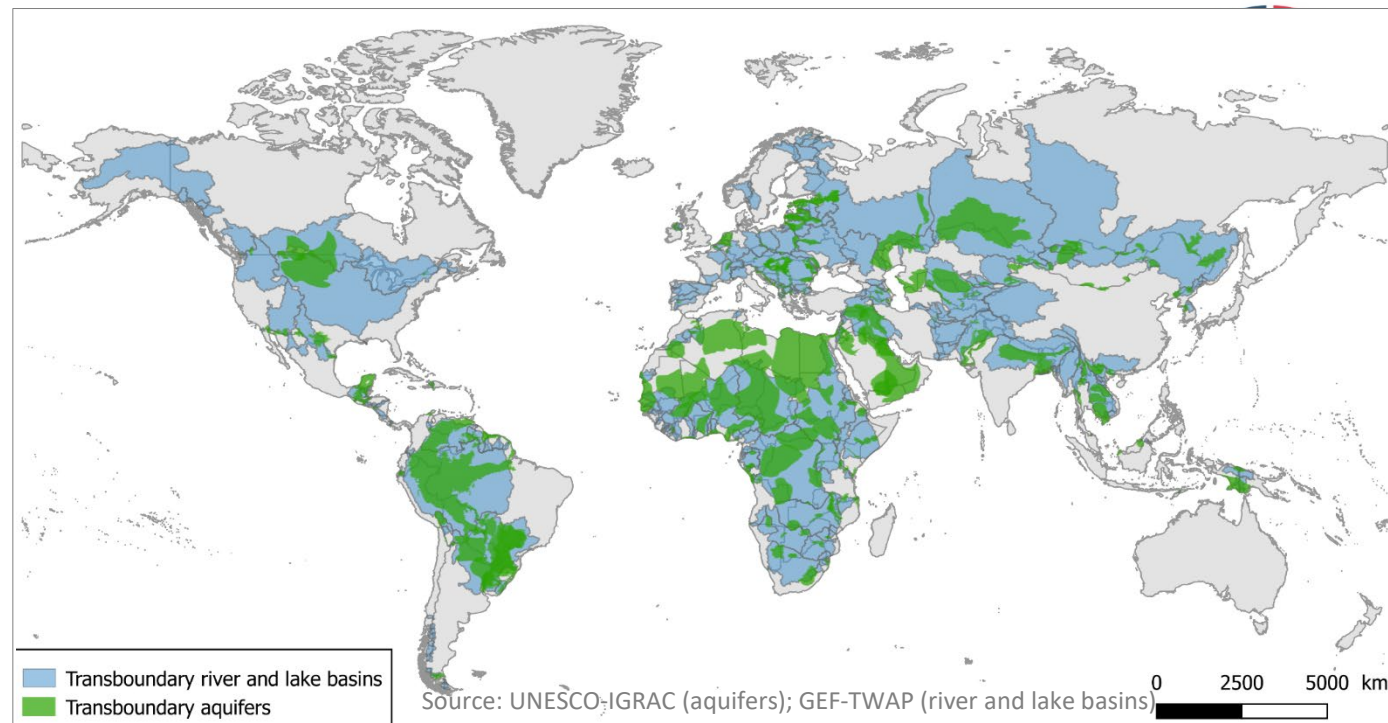 Transboundary river and lake basins
Transboundary aquifers
Source: UNESCO-IGRAC (aquifers); GEF-TWAP (river and lake basins)
0 2500 5000 km